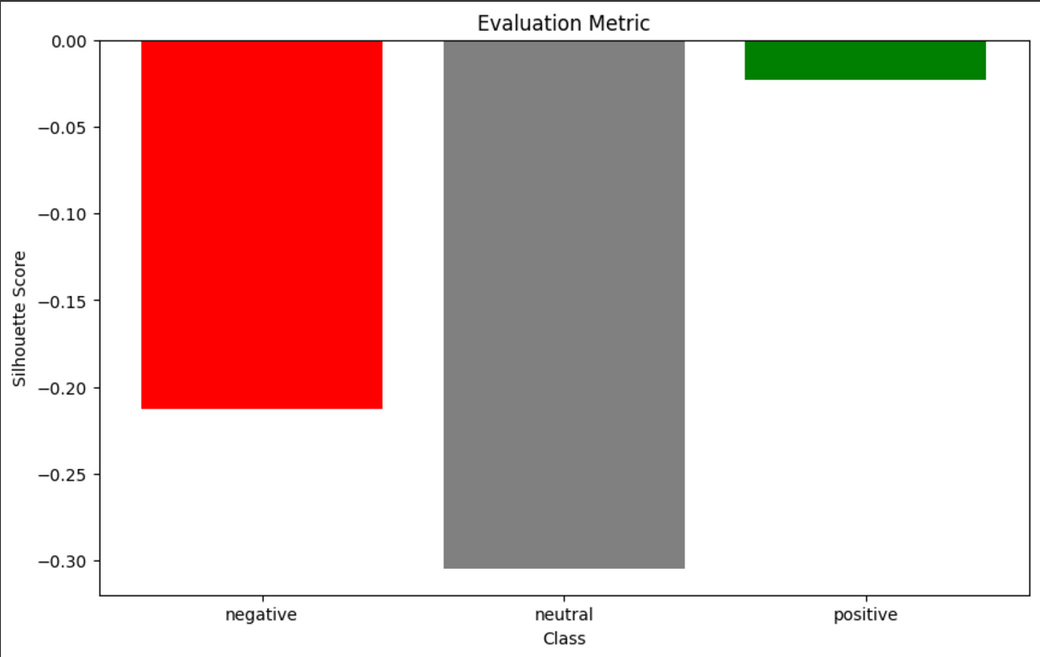 Evaluation Metric
0.00
−0.05
−0.10
−0.15
−0.20
−0.25
−0.30
Silhouette Score
negative neutral positive
Class